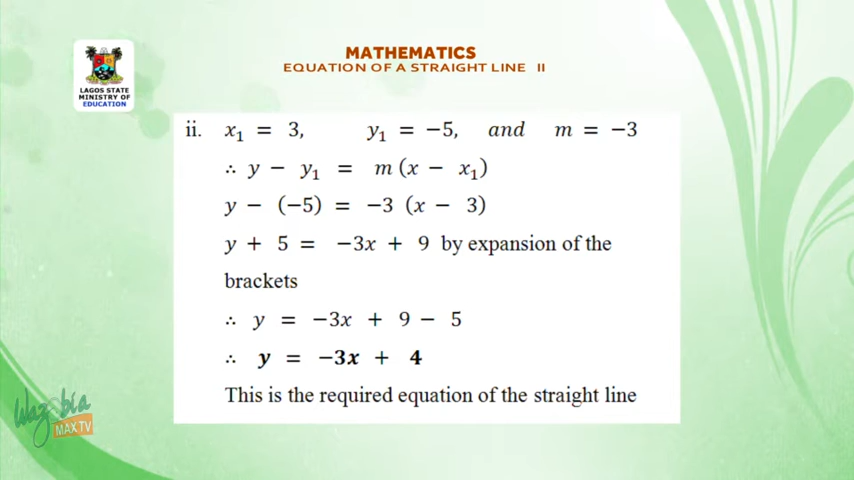 MATHEMATICS
EQUATION OF A STRAIGHT LINE II
LAGOS STATE
MINISTRY OF
EDUCATION
ii. x₁ = 3, y₁ = −5, and m = −3
∴ y − y₁ = m (x − x₁)
y − (−5) = −3 (x − 3)
y + 5 = −3x + 9 by expansion of the
brackets
∴ y = −3x + 9 − 5
∴ y = −3x + 4
This is the required equation of the straight line
Wazobia
MAX TV